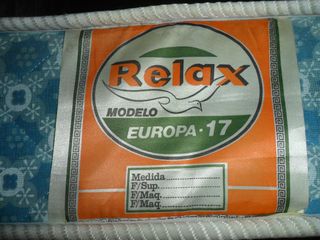 Relax
MODELO
EUROPA·17
Medida................
F/Sup..................
F/Maq.................
F/Maq.................